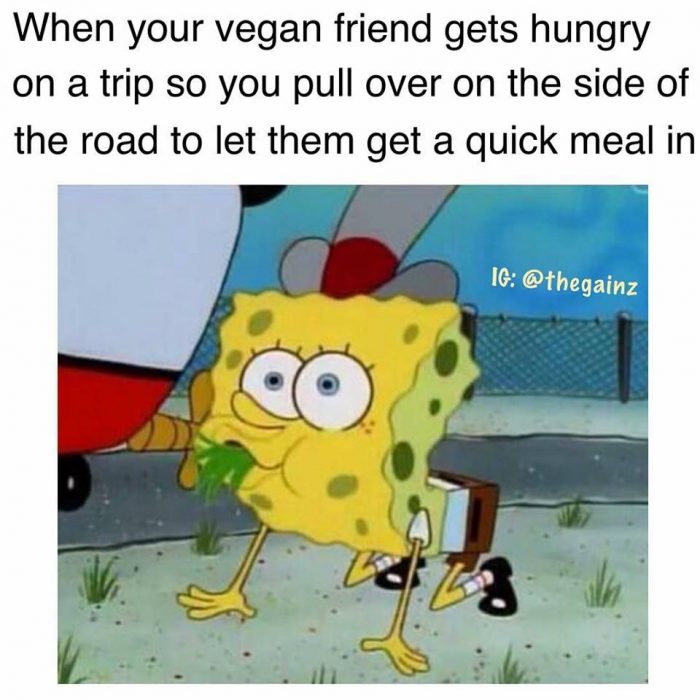 When your vegan friend gets hungry
on a trip so you pull over on the side of
the road to let them get a quick meal in
IG: @thegainz